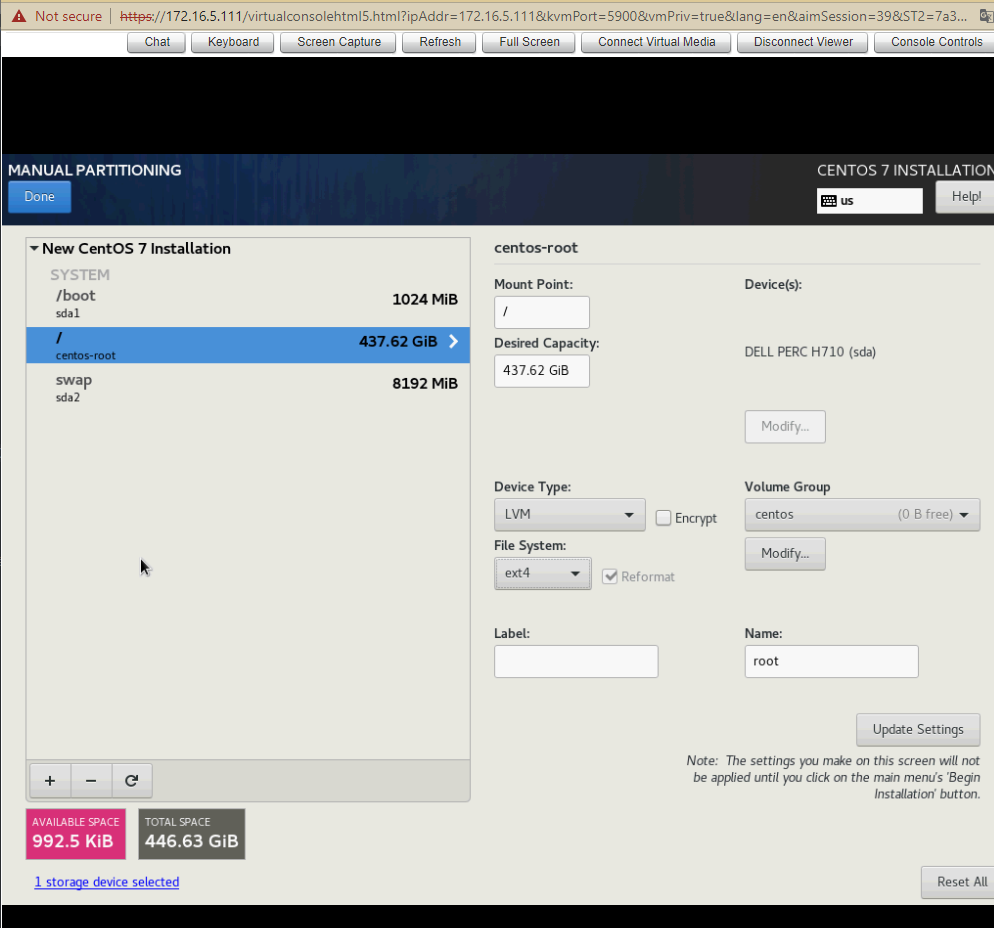 Not secure | https://172.16.5.111/virtualconsolehtml5.html?ipAddr=172.16.5.111&kvmPort=5900&vmPriv=true&lang=en&aimSession=39&ST2=7a3...
Chat Keyboard Screen Capture Refresh Full Screen Connect Virtual Media Disconnect Viewer Console Controls
MANUAL PARTITIONING
CENTOS 7 INSTALLATION
Done
us
Help!
New CentOS 7 Installation
SYSTEM
/boot
1024 MiB
sda1
/
437.62 GiB
centos-root
swap
8192 MiB
sda2
+ −
AVAILABLE SPACE
992.5 KiB
TOTAL SPACE
446.63 GiB
1 storage device selected
centos-root
Mount Point:
/
Desired Capacity:
437.62 GiB
Device(s):
DELL PERC H710 (sda)
Modify...
Device Type:
LVM
Encrypt
Volume Group
centos (0 B free)
File System:
ext4
Reformat
Modify...
Label:
Name:
root
Update Settings
Note: The settings you make on this screen will not
be applied until you click on the main menu's 'Begin
Installation' button.
Reset All